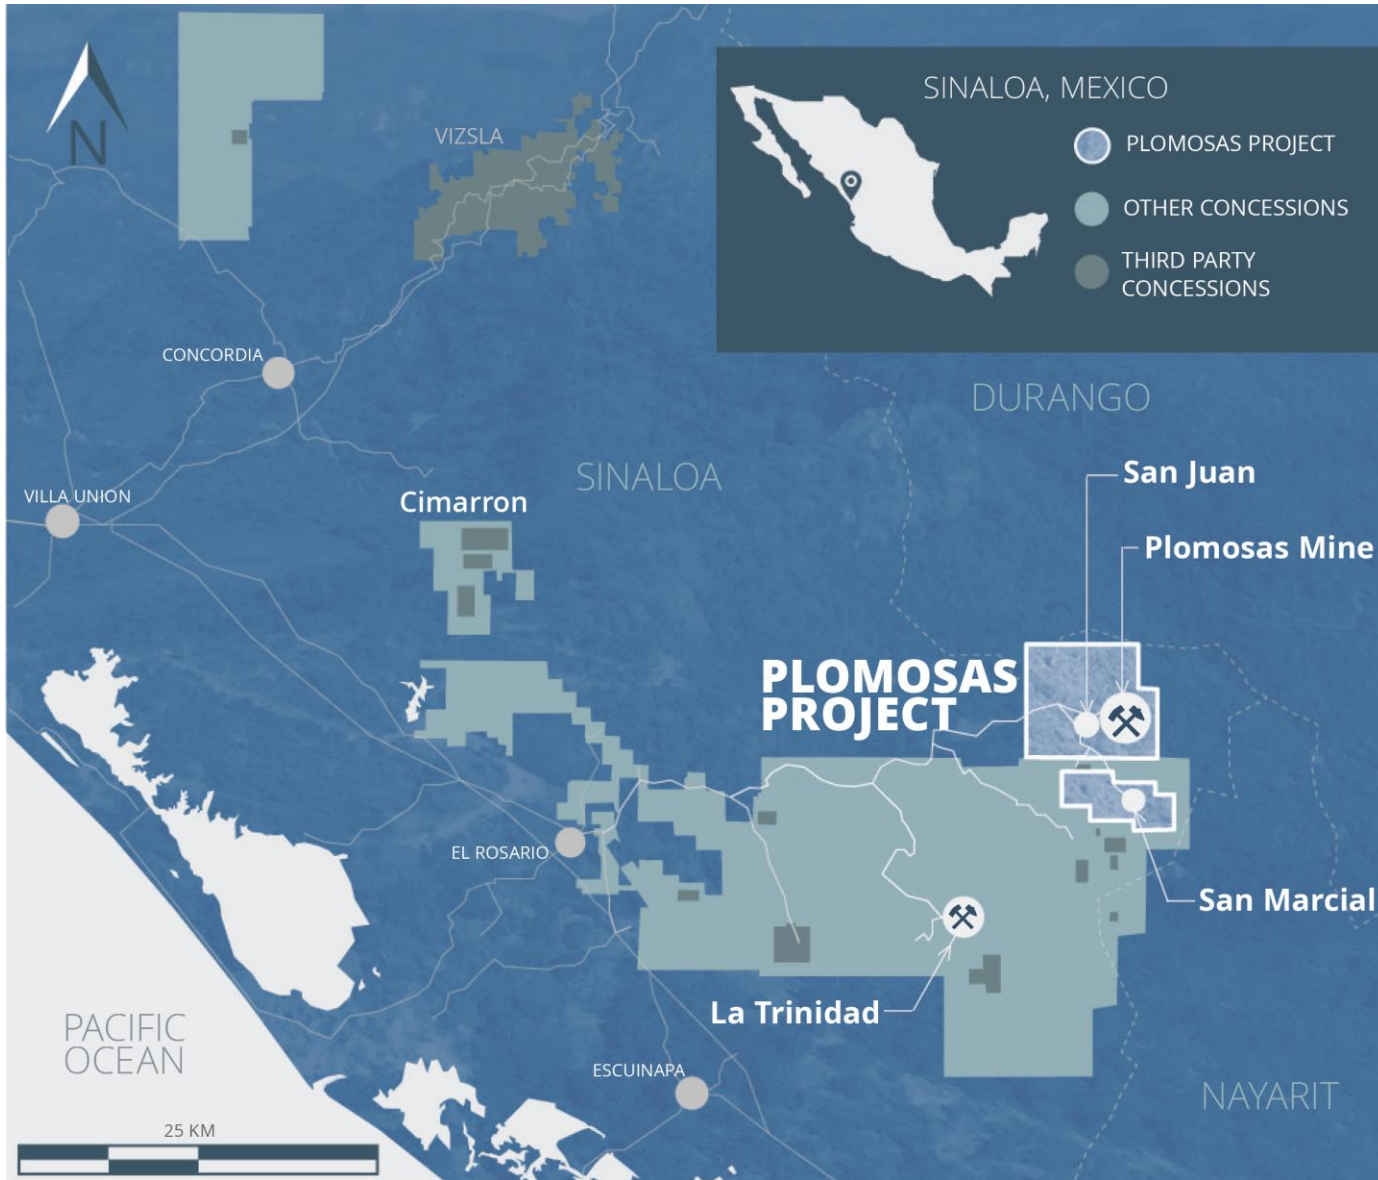 N
VIZSLA
SINALOA, MEXICO
PLOMOSAS PROJECT
OTHER CONCESSIONS
THIRD PARTY
CONCESSIONS
CONCORDIA
DURANGO
SINALOA
San Juan
VILLA UNION
Cimarron
Plomosas Mine
PLOMOSAS
PROJECT
EL ROSARIO
San Marcial
La Trinidad
PACIFIC
OCEAN
ESCUINAPA
NAYARIT
25 KM